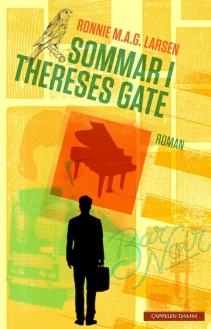 RONNIE M.A.G. LARSEN
SOMMAR I
THERESES GATE
ROMAN
Bar Noir
CAPPELEN DAMM